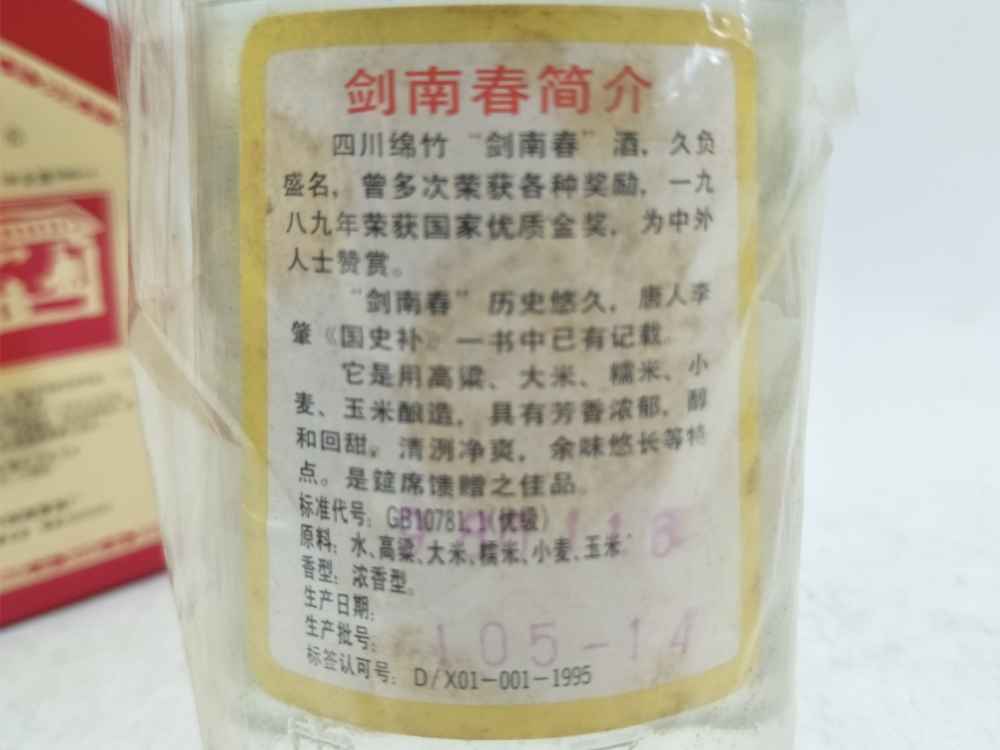 剑南春简介
四川绵竹“剑南春”酒，久负
盛名，曾多次荣获各种奖励，一九
八九年荣获国家优质金奖，为中外
人士赞赏。
“剑南春”历史悠久，唐人李
肇《国史补》一书中已有记载。
它是用高粱、大米、糯米、小
麦、玉米酿造，具有芳香浓郁，醇
和回甜。清洌净爽，余味悠长等特
点。是筵席馈赠之佳品。
标准代号：GB10781.1（优级）
原料：水、高粱、大米、糯米、小麦、玉米
香型：浓香型。
生产日期：
生产批号：105-14
标签认可号：D/X01-001-1995